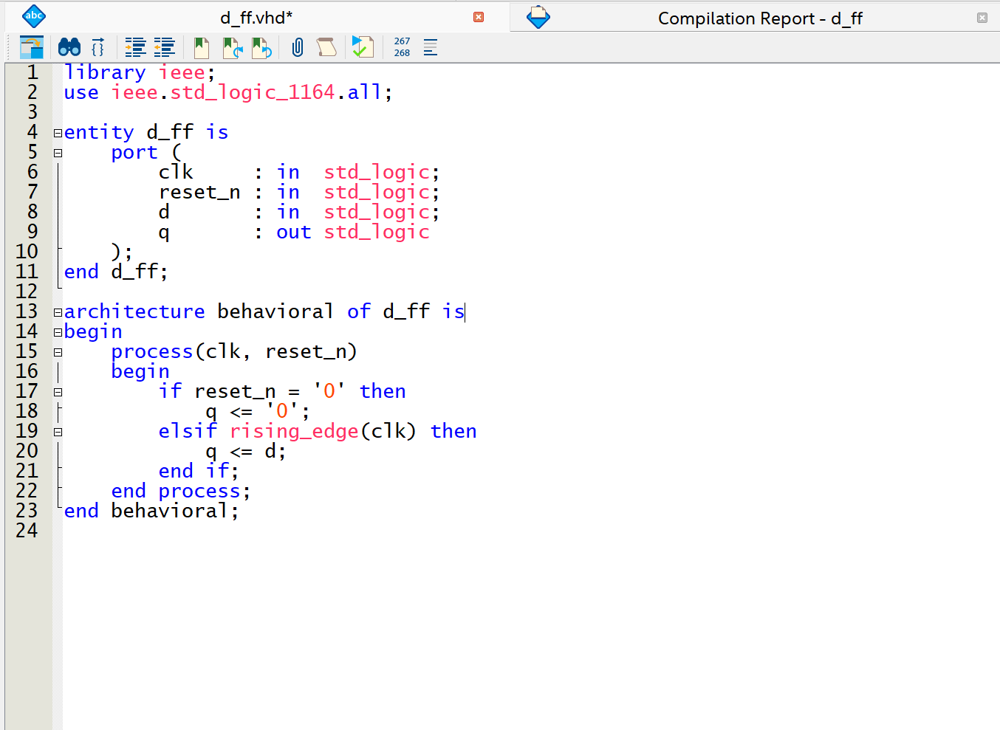 abc d_ff.vhd* Compilation Report - d_ff
267
268
1 library ieee;
2 use ieee.std_logic_1164.all;
3
4 entity d_ff is
5     port (
6         clk     : in  std_logic;
7         reset_n : in  std_logic;
8         d       : in  std_logic;
9         q       : out std_logic
10     );
11 end d_ff;
12
13 architecture behavioral of d_ff is
14 begin
15     process(clk, reset_n)
16     begin
17         if reset_n = '0' then
18             q <= '0';
19         elsif rising_edge(clk) then
20             q <= d;
21         end if;
22     end process;
23 end behavioral;
24